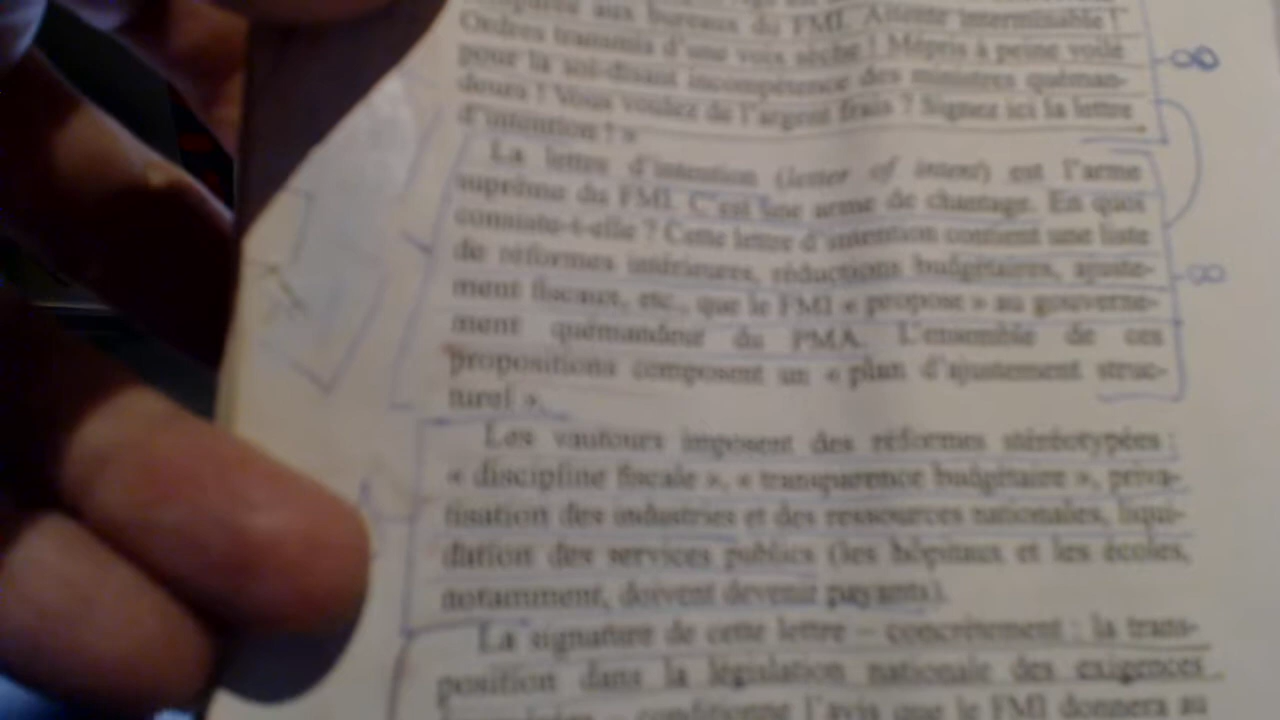 aux bureaux du FMI. Attente interminable !
Ordres transmis d'une voix sèche ! Mépris à peine voilé
pour la soi-disant incompétence des ministres quéman-
deurs ! Vous voulez de l'argent frais ? Signez ici la lettre
d'intention ! »
La lettre d'intention (letter of intent) est l'arme
suprême du FMI. C'est une arme de chantage. En quoi
consiste-t-elle ? Cette lettre d'intention contient une liste
de réformes intérieures, réductions budgétaires, ajuste-
ment fiscaux, etc., que le FMI « propose » au gouverne-
ment quémandeur du PMA. L'ensemble de ces
propositions composent un « plan d'ajustement struc-
turel ».
Les vautours imposent des réformes stéréotypées :
« discipline fiscale », « transparence budgétaire », priva-
tisation des industries et des ressources nationales, liqui-
dation des services publics (les hôpitaux et les écoles,
notamment, doivent devenir payants).
La signature de cette lettre – concrètement : la trans-
position dans la législation nationale des exigences
– conditionne l'avis que le FMI donnera au